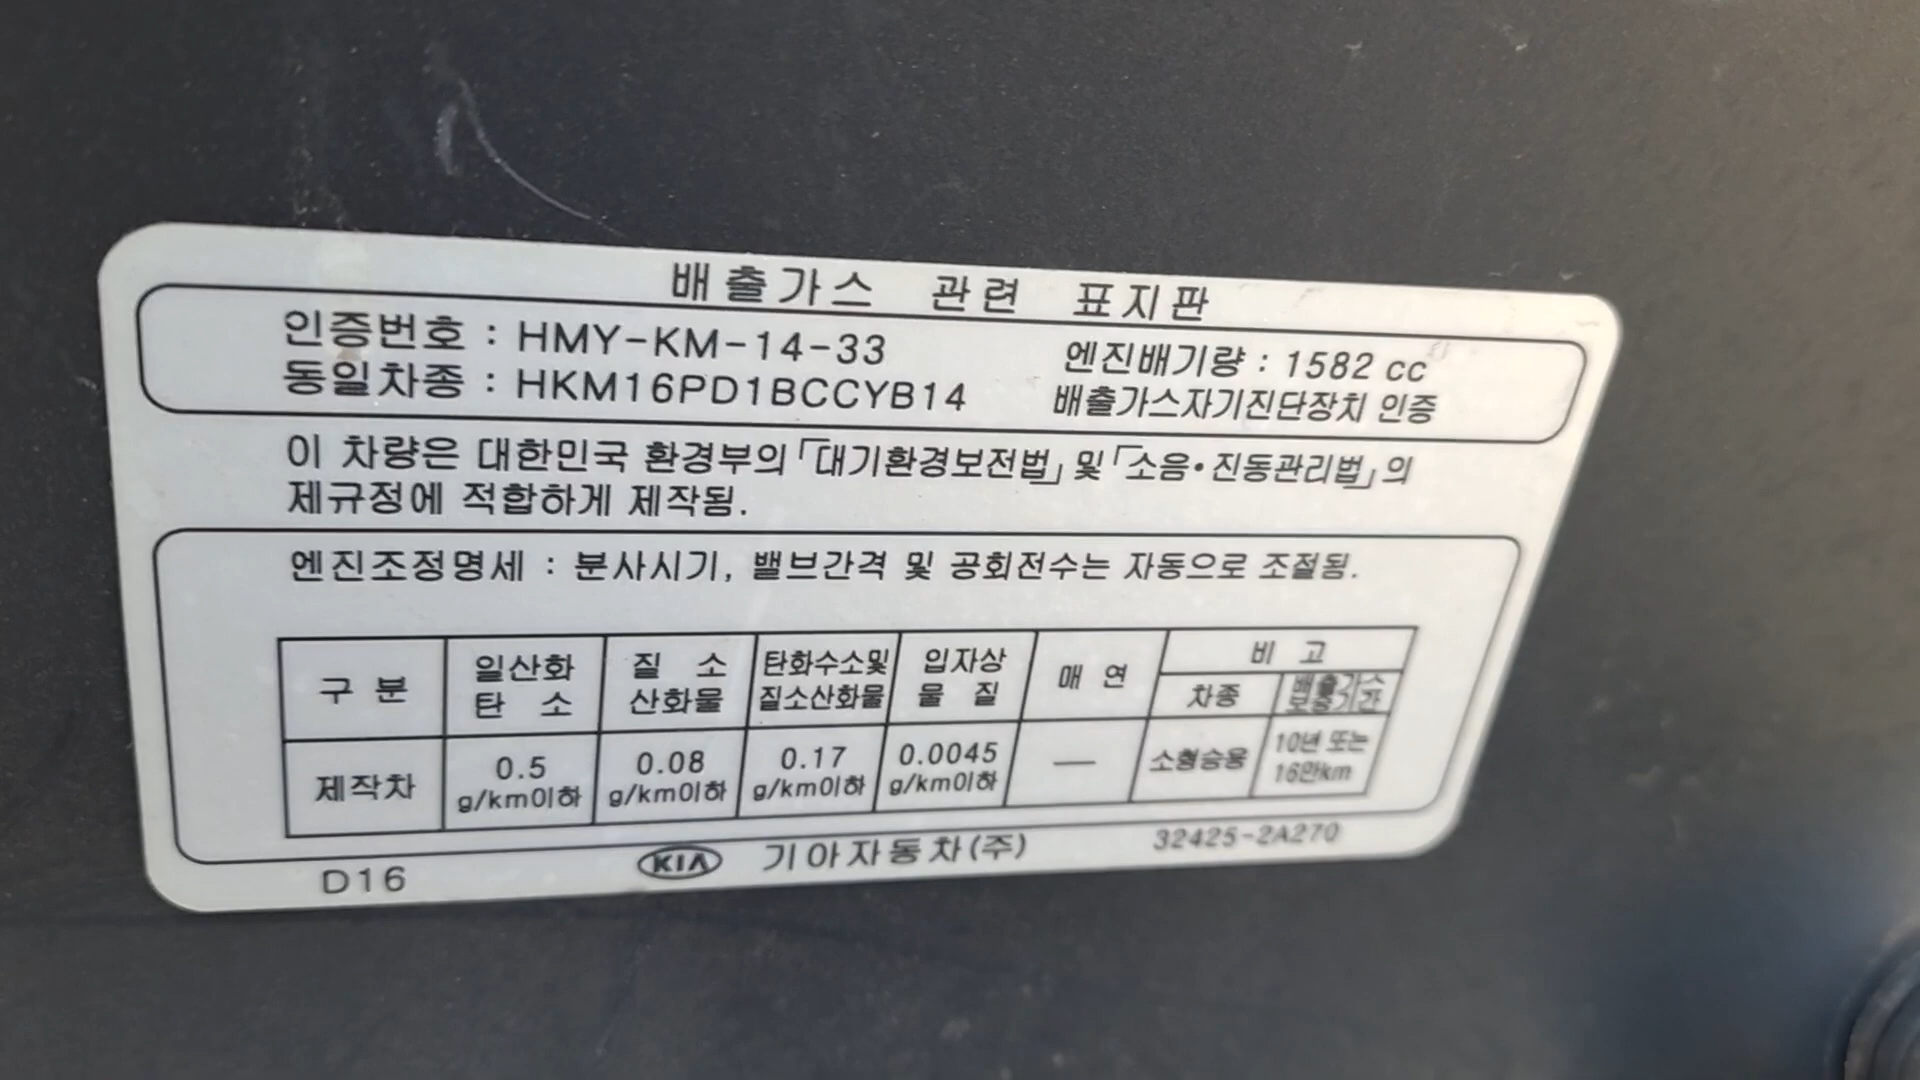 배출가스 관련 표지판
인증번호 : HMY-KM-14-33 엔진배기량 : 1582 cc
동일차종 : HKM16PD1BCCYB14 배출가스자기진단장치 인증
이 차량은 대한민국 환경부의 「대기환경보전법」 및 「소음·진동관리법」의
제규정에 적합하게 제작됨.
엔진조정명세 : 분사시기, 밸브간격 및 공회전수는 자동으로 조절됨.
구 분 일산화 탄 소 질 소 산화물 탄화수소및 질소산화물 입자상 물 질 매 연 비 고
차종 배출가스 보증기간
제작차 0.5 g/km이하 0.08 g/km이하 0.17 g/km이하 0.0045 g/km이하 — 소형승용 10년 또는 16만km
D16 KIA 기아자동차(주) 32425-2A270